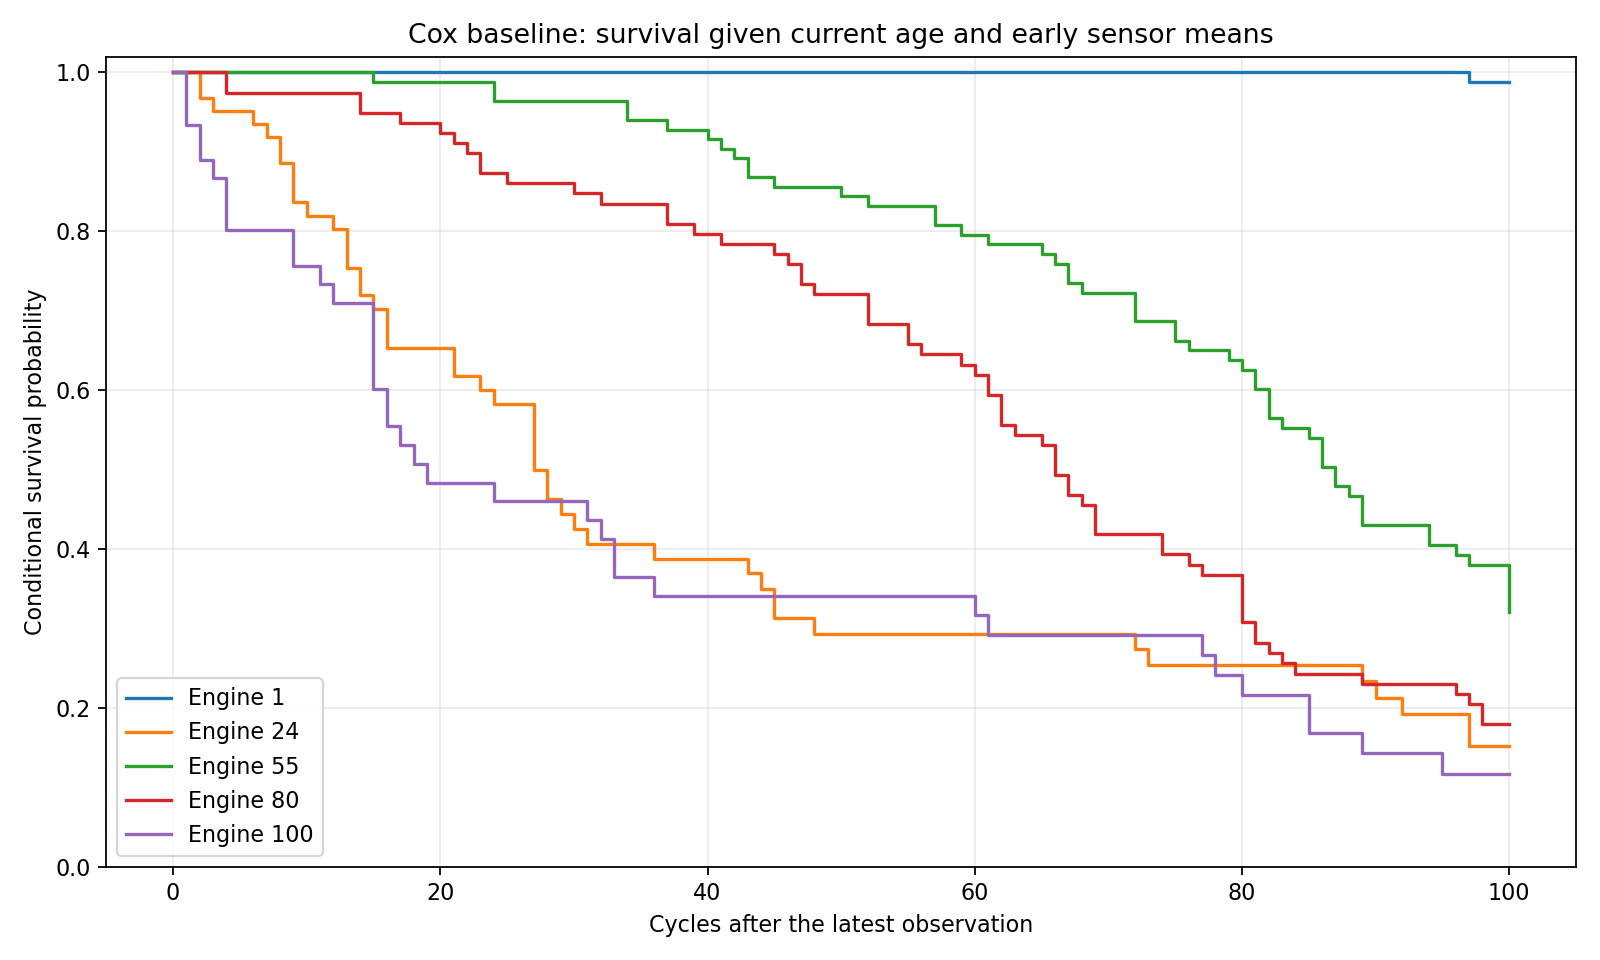 Cox baseline: survival given current age and early sensor means
Conditional survival probability
1.0
0.8
0.6
0.4
0.2
0.0
Engine 1
Engine 24
Engine 55
Engine 80
Engine 100
0 20 40 60 80 100
Cycles after the latest observation